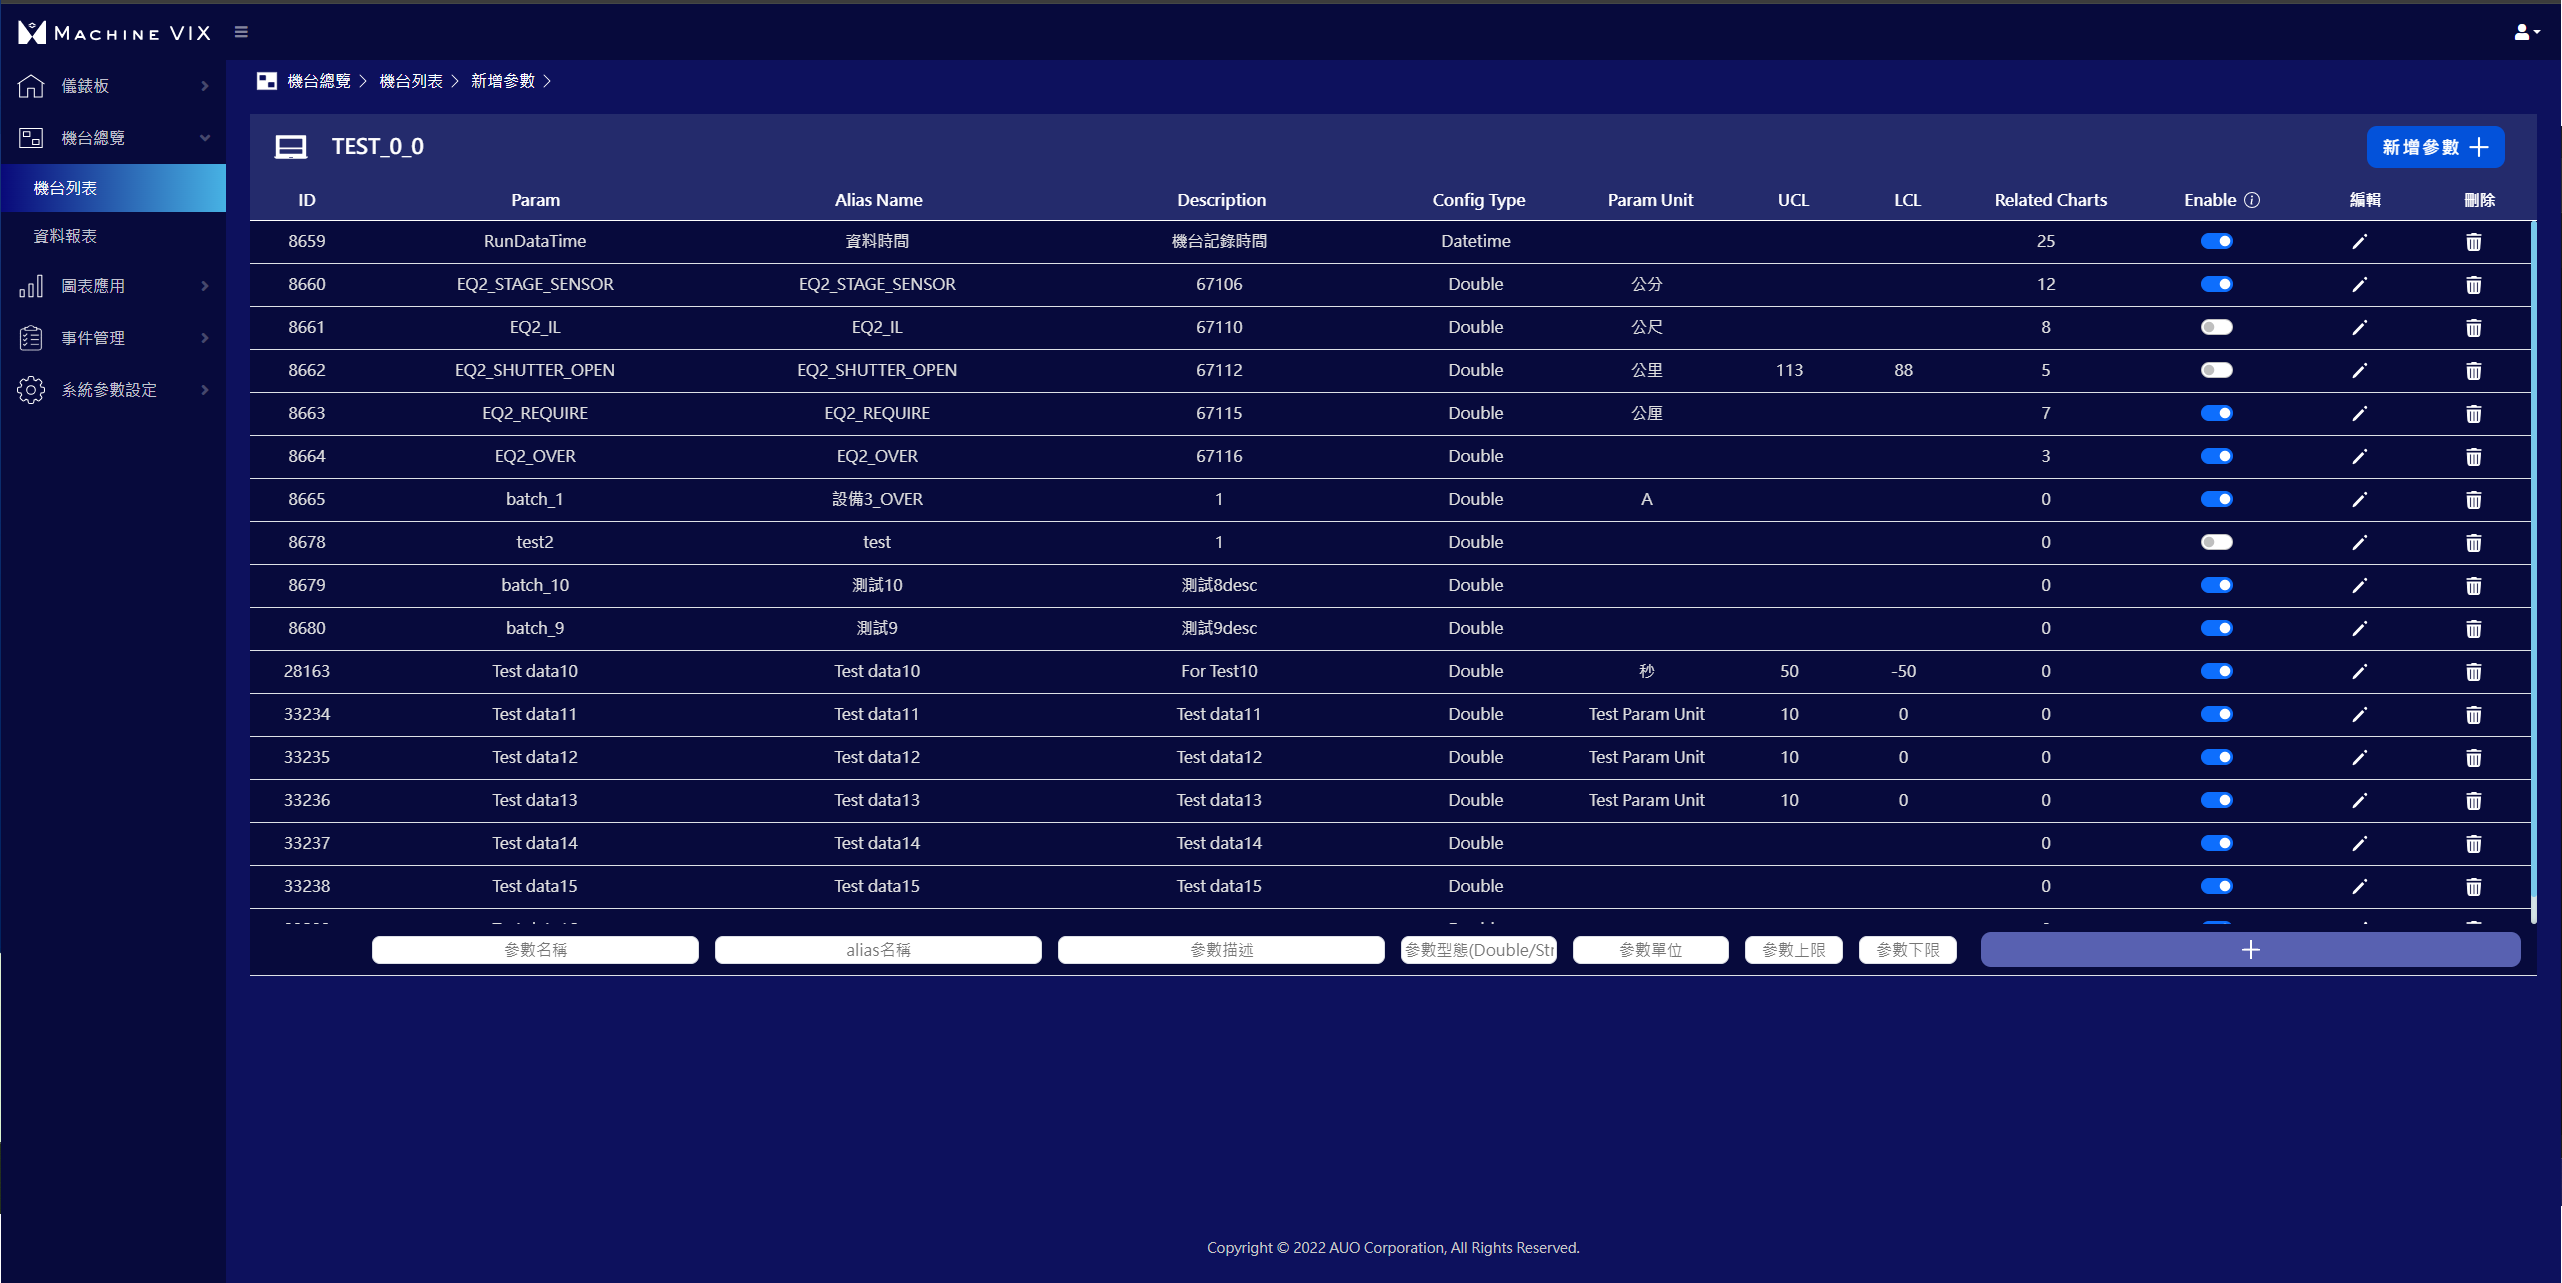 MACHINE VIX
儀錶板
機台總覽
機台列表
資料報表
圖表應用
事件管理
系統參數設定
機台總覽 > 機台列表 > 新增參數 >
TEST_0_0
新增參數 +
ID Param Alias Name Description Config Type Param Unit UCL LCL Related Charts Enable 編輯 刪除
8659 RunDataTime 資料時間 機台記錄時間 Datetime 25
8660 EQ2_STAGE_SENSOR EQ2_STAGE_SENSOR 67106 Double 公分 12
8661 EQ2_IL EQ2_IL 67110 Double 公尺 8
8662 EQ2_SHUTTER_OPEN EQ2_SHUTTER_OPEN 67112 Double 公里 113 88 5
8663 EQ2_REQUIRE EQ2_REQUIRE 67115 Double 公厘 7
8664 EQ2_OVER EQ2_OVER 67116 Double 3
8665 batch_1 設備3_OVER 1 Double A 0
8678 test2 test 1 Double 0
8679 batch_10 測試10 測試8desc Double 0
8680 batch_9 測試9 測試9desc Double 0
28163 Test data10 Test data10 For Test10 Double 秒 50 -50 0
33234 Test data11 Test data11 Test data11 Double Test Param Unit 10 0 0
33235 Test data12 Test data12 Test data12 Double Test Param Unit 10 0 0
33236 Test data13 Test data13 Test data13 Double Test Param Unit 10 0 0
33237 Test data14 Test data14 Test data14 Double 0
33238 Test data15 Test data15 Test data15 Double 0
參數名稱 alias名稱 參數描述 參數型態(Double/Str 參數單位 參數上限 參數下限 +
Copyright © 2022 AUO Corporation, All Rights Reserved.